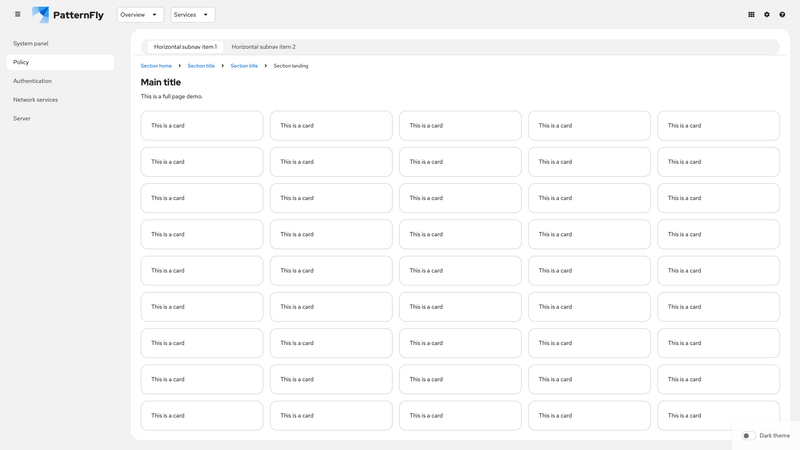 PatternFly Overview Services
System panel
Policy
Authentication
Network services
Server
Horizontal subnav item 1 Horizontal subnav item 2
Section home Section title Section title Section landing
Main title
This is a full page demo.
This is a card This is a card This is a card This is a card This is a card
This is a card This is a card This is a card This is a card This is a card
This is a card This is a card This is a card This is a card This is a card
This is a card This is a card This is a card This is a card This is a card
This is a card This is a card This is a card This is a card This is a card
This is a card This is a card This is a card This is a card This is a card
This is a card This is a card This is a card This is a card This is a card
This is a card This is a card This is a card This is a card This is a card
This is a card This is a card This is a card This is a card This is a card
Dark theme